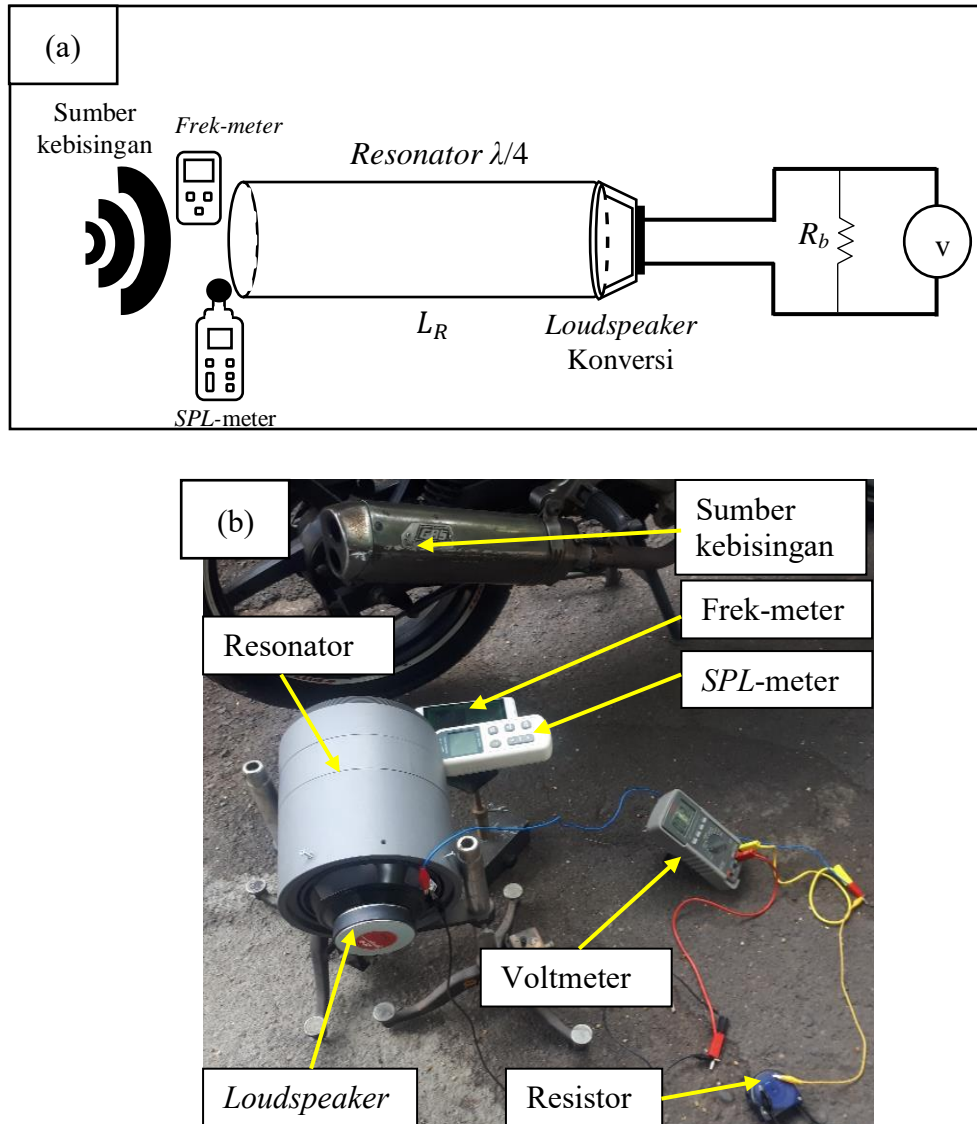 (a)
Sumber
kebisingan
Frek-meter
Resonator λ/4
R_b
v
L_R
Loudspeaker
Konversi
SPL-meter
(b)
Sumber
kebisingan
Frek-meter
Resonator
SPL-meter
Voltmeter
Loudspeaker
Resistor